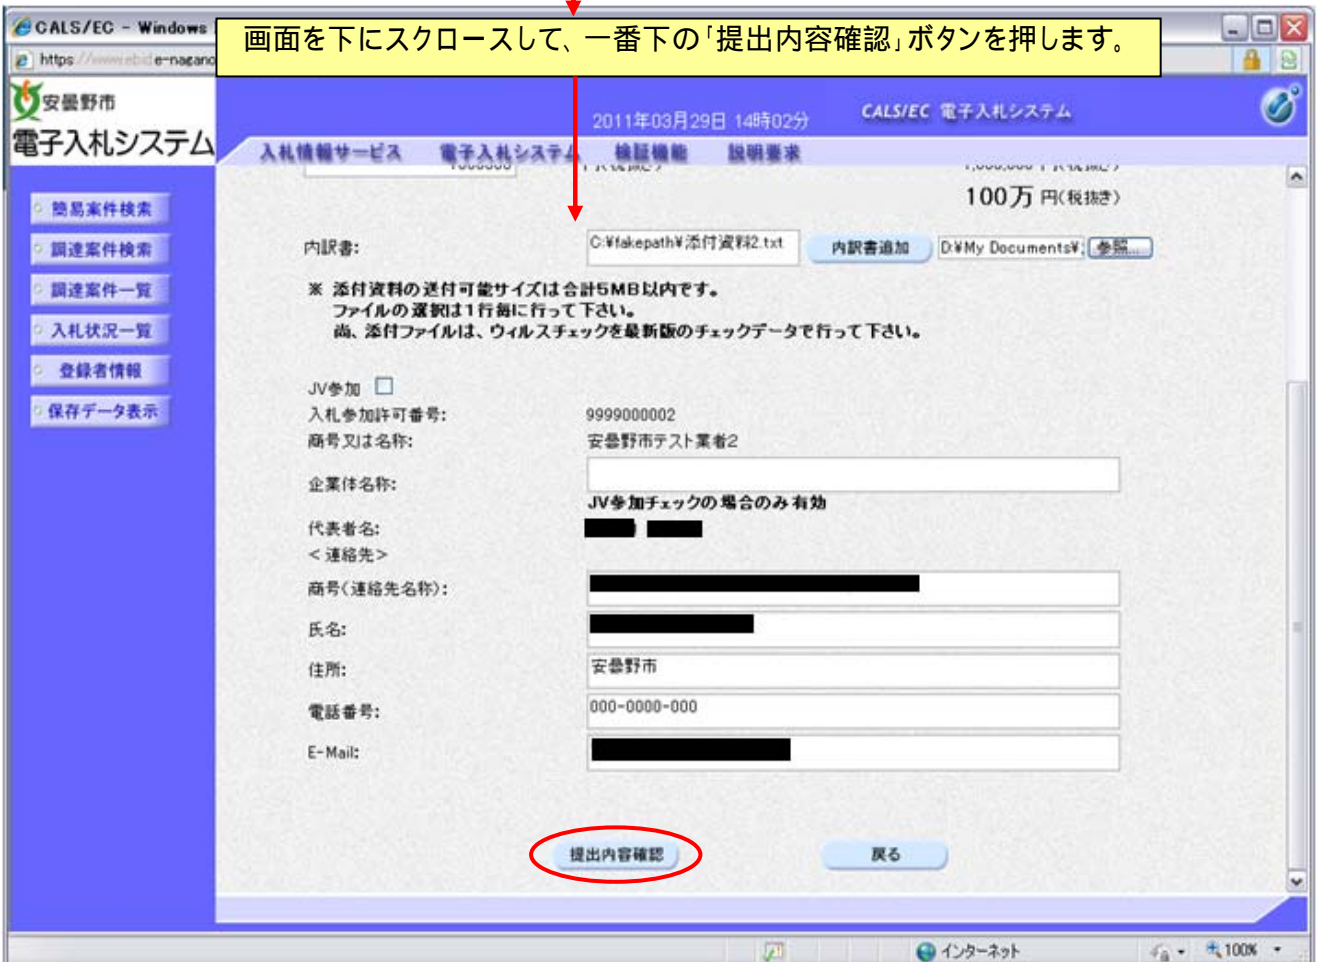 CALS/EC - Windows
画面を下にスクロースして、一番下の「提出内容確認」ボタンを押します。
安曇野市
電子入札システム
2011年03月29日 14時02分
CALS/EC 電子入札システム
入札情報サービス 電子入札システム 検証機能 説明要求
100万 円(税抜き)
簡易案件検索
調達案件検索
調達案件一覧
入札状況一覧
登録者情報
保存データ表示
内訳書:
C:¥fakepath¥添付資料2.txt
内訳書追加
D:¥My Documents¥;
参照...
※ 添付資料の送付可能サイズは合計5MB以内です。
ファイルの選択は1行毎に行って下さい。
尚、添付ファイルは、ウィルスチェックを最新版のチェックデータで行って下さい。
JV参加
入札参加許可番号: 9999000002
商号又は名称: 安曇野市テスト業者2
企業体名称:
JV参加チェックの場合のみ有効
代表者名:
<連絡先>
商号(連絡先名称):
氏名:
住所: 安曇野市
電話番号: 000-0000-000
E-Mail:
提出内容確認 戻る
インターネット
100%